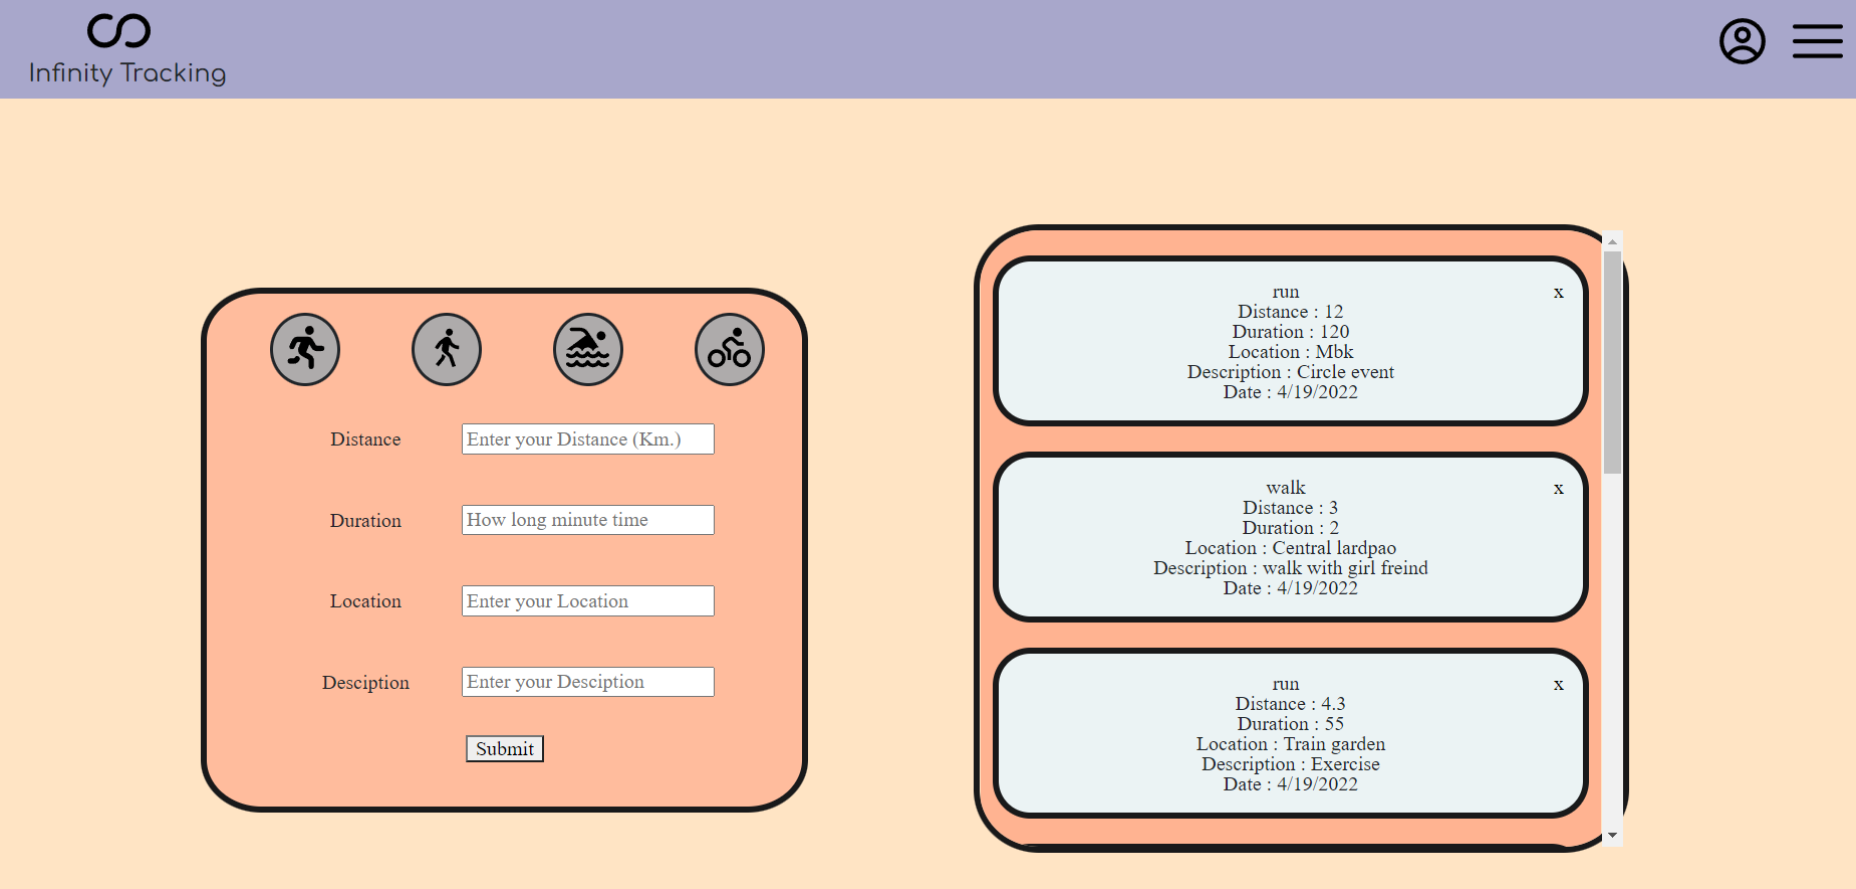 Infinity Tracking
Distance
Enter your Distance (Km.)
Duration
How long minute time
Location
Enter your Location
Desciption
Enter your Desciption
Submit
run
x
Distance : 12
Duration : 120
Location : Mbk
Description : Circle event
Date : 4/19/2022
walk
x
Distance : 3
Duration : 2
Location : Central lardpao
Description : walk with girl freind
Date : 4/19/2022
run
x
Distance : 4.3
Duration : 55
Location : Train garden
Description : Exercise
Date : 4/19/2022